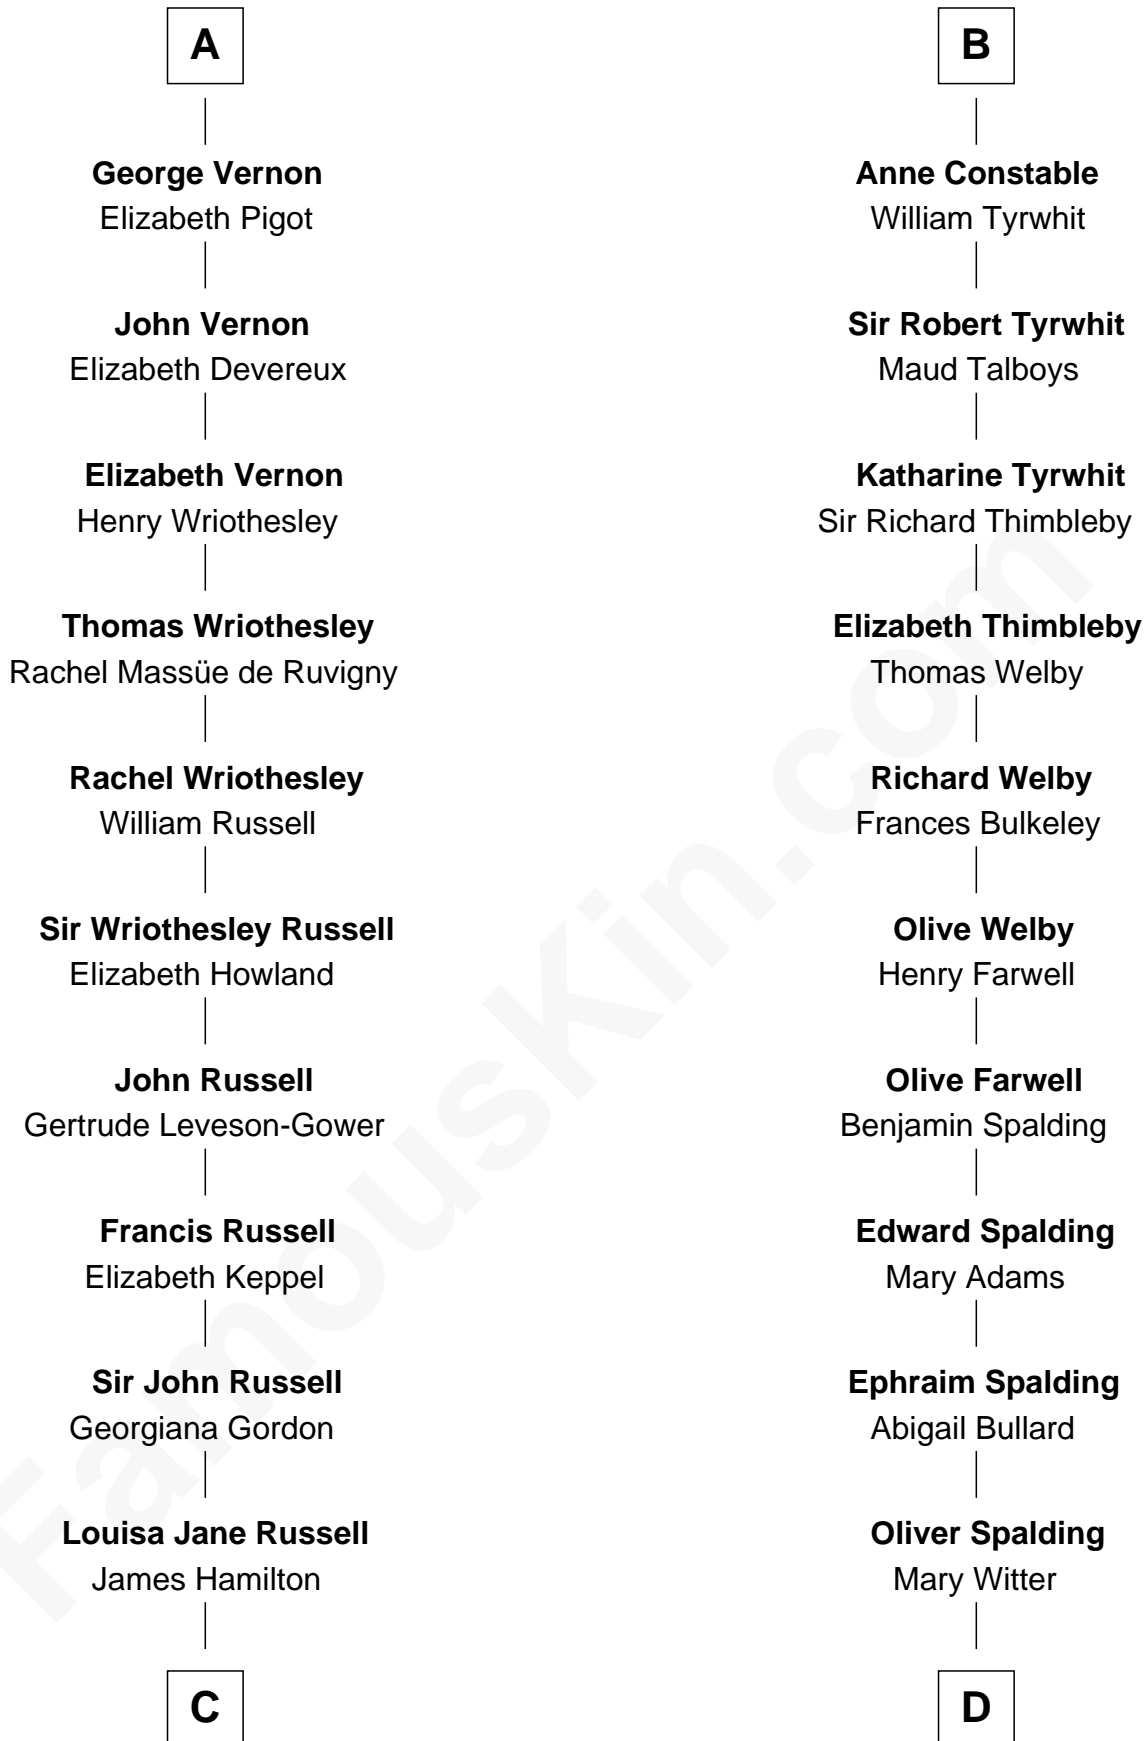 A
George Vernon
Elizabeth Pigot
John Vernon
Elizabeth Devereux
Elizabeth Vernon
Henry Wriothesley
Thomas Wriothesley
Rachel Massüe de Ruvigny
Rachel Wriothesley
William Russell
Sir Wriothesley Russell
Elizabeth Howland
John Russell
Gertrude Leveson-Gower
Francis Russell
Elizabeth Keppel
Sir John Russell
Georgiana Gordon
Louisa Jane Russell
James Hamilton
C
B
Anne Constable
William Tyrwhit
Sir Robert Tyrwhit
Maud Talboys
Katharine Tyrwhit
Sir Richard Thimbleby
Elizabeth Thimbleby
Thomas Welby
Richard Welby
Frances Bulkeley
Olive Welby
Henry Farwell
Olive Farwell
Benjamin Spalding
Edward Spalding
Mary Adams
Ephraim Spalding
Abigail Bullard
Oliver Spalding
Mary Witter
D
FamousKin.com